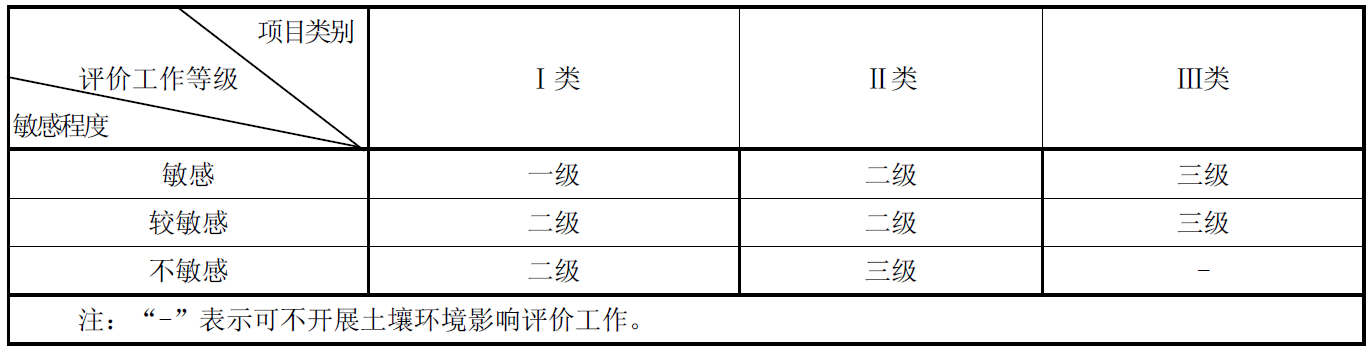 项目类别
评价工作等级
敏感程度
Ⅰ类
Ⅱ类
Ⅲ类
敏感
一级
二级
三级
较敏感
二级
二级
三级
不敏感
二级
三级
-
注：“-”表示可不开展土壤环境影响评价工作。